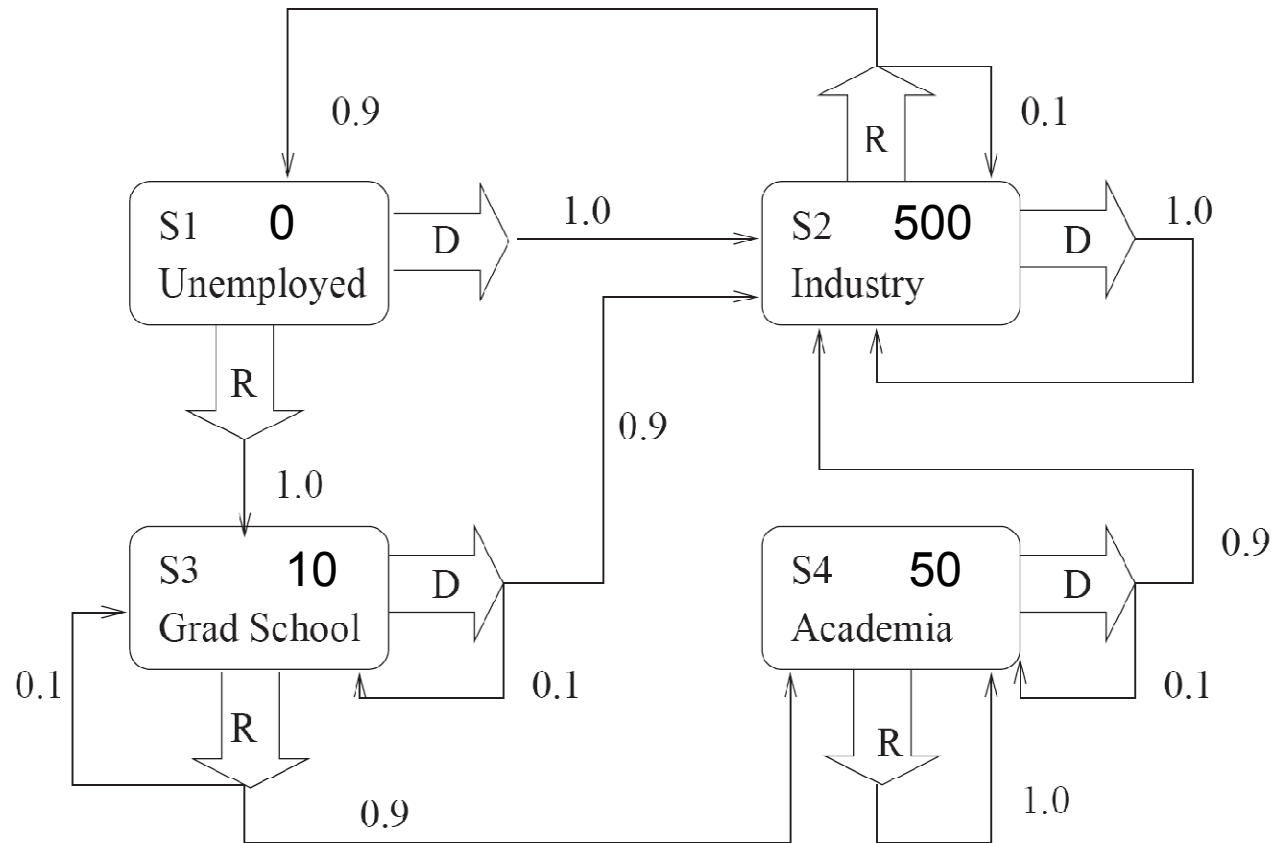 0.9
R
0.1
S1 0
Unemployed
D
1.0
S2 500
Industry
D
1.0
R
0.9
1.0
S3 10
Grad School
D
S4 50
Academia
D
0.9
0.1
0.1
0.1
R
R
0.9
1.0